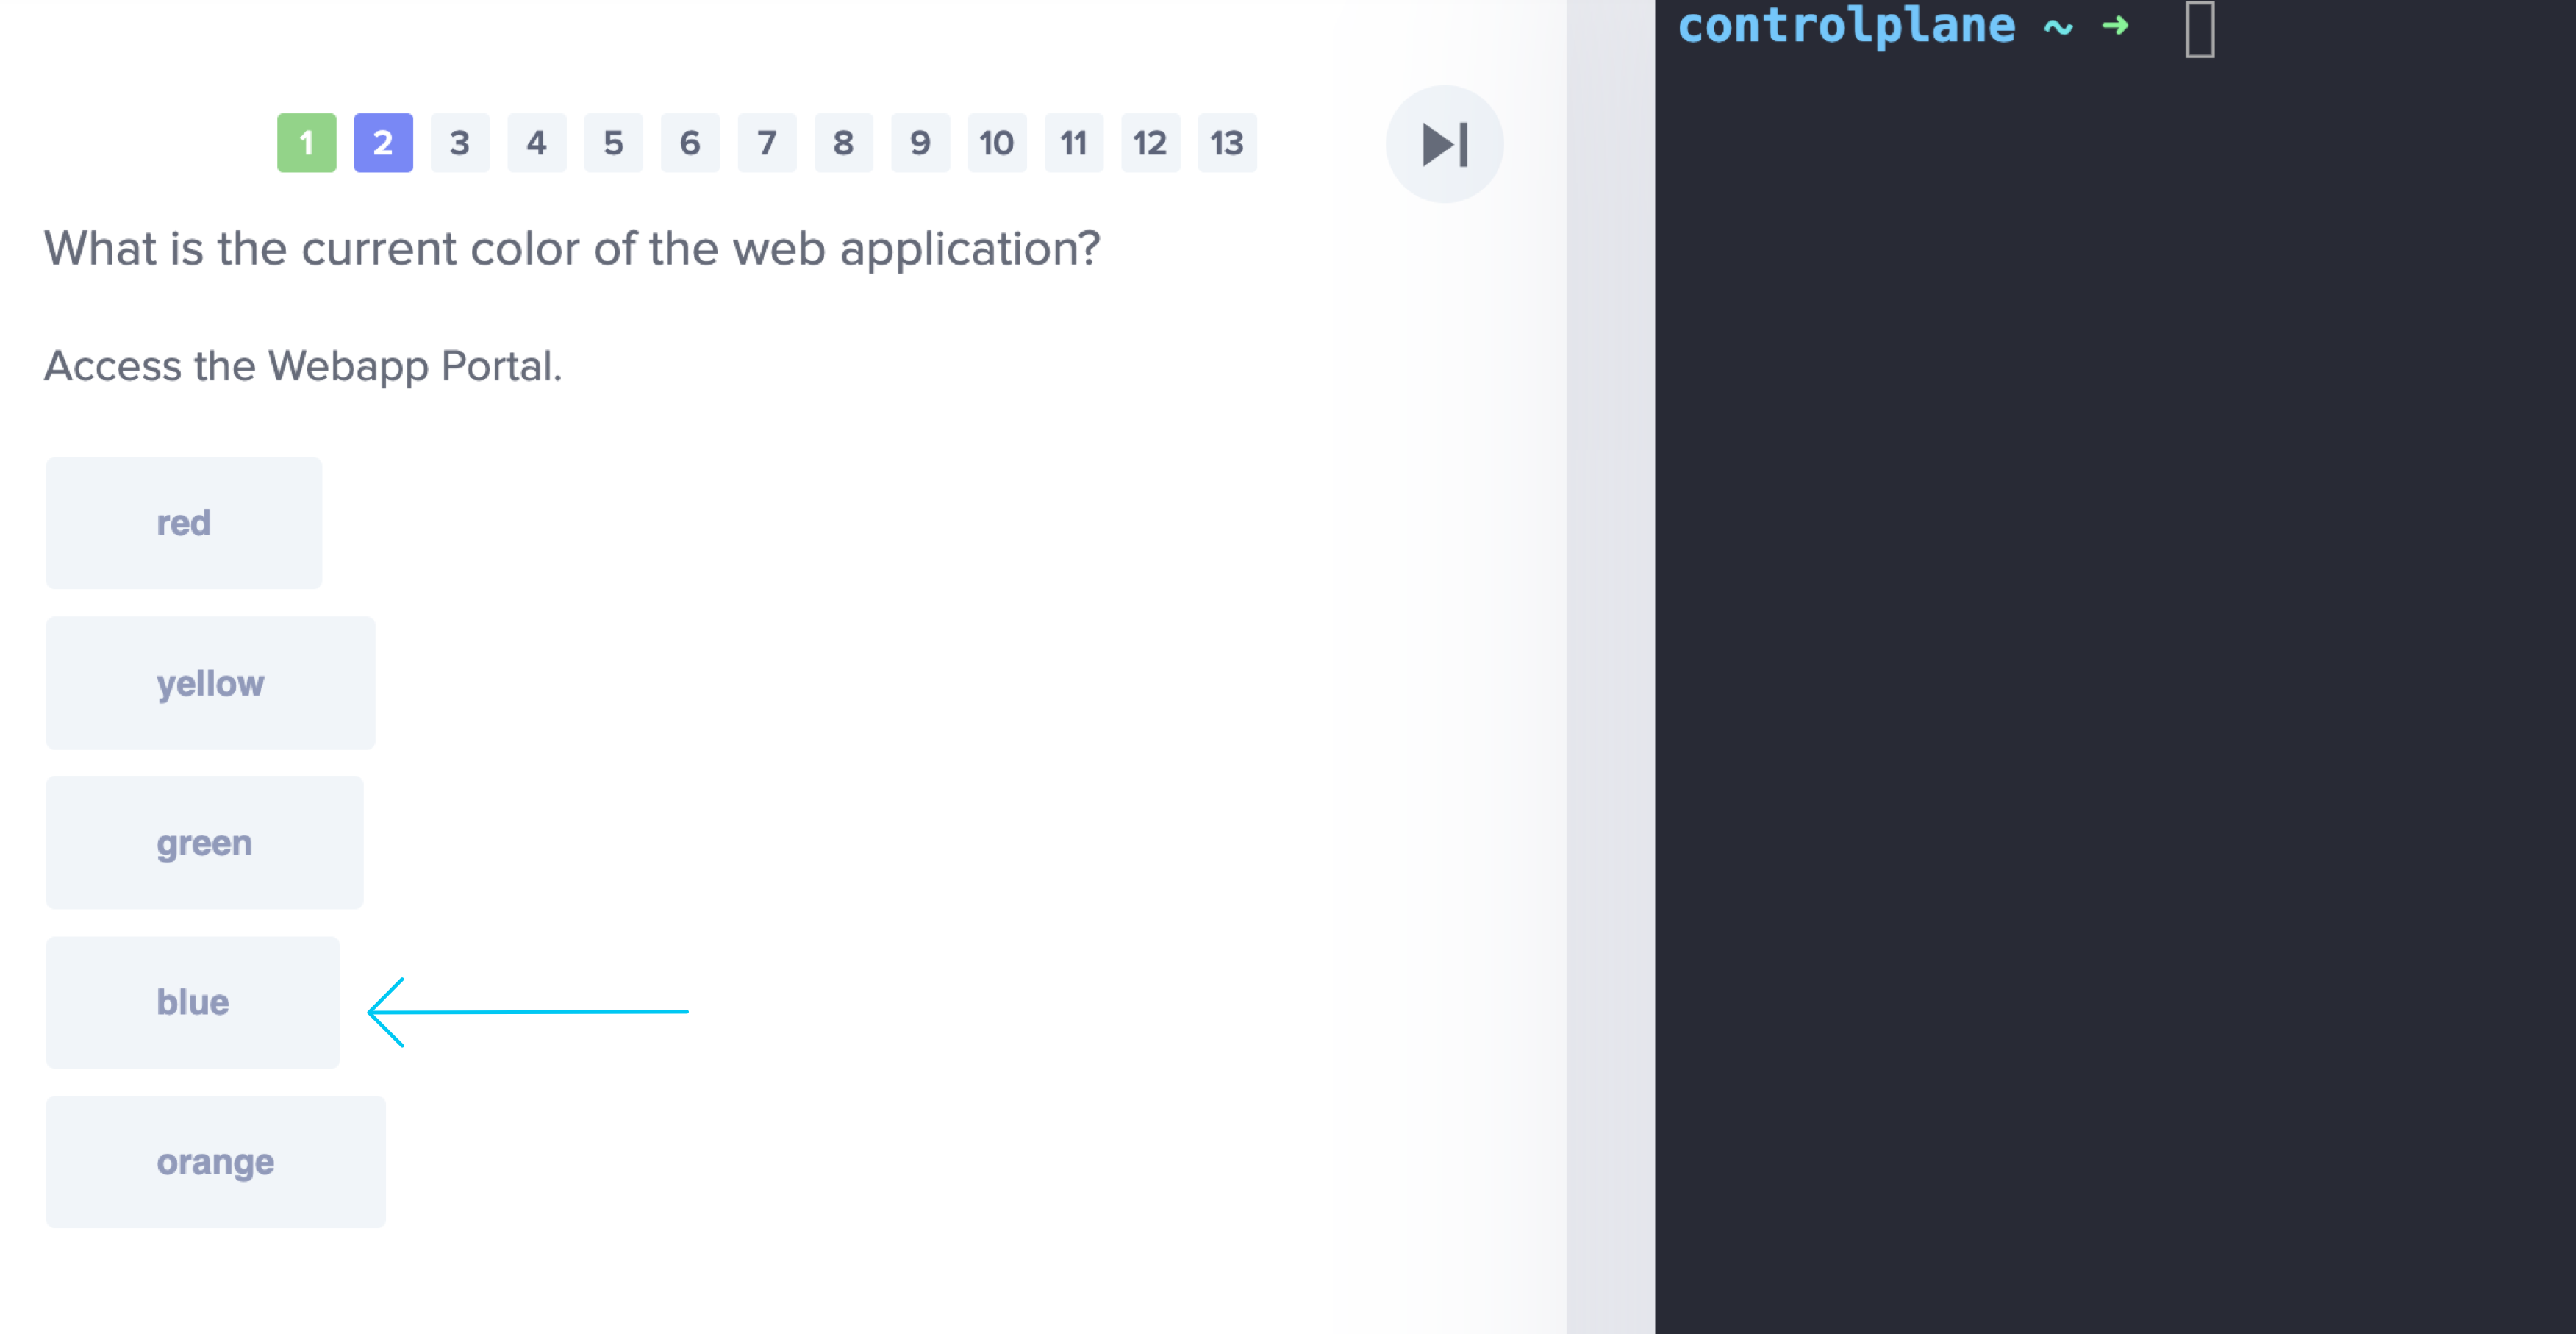 1 2 3 4 5 6 7 8 9 10 11 12 13
What is the current color of the web application?
Access the Webapp Portal.
red
yellow
green
blue
orange
controlplane ~ ➜